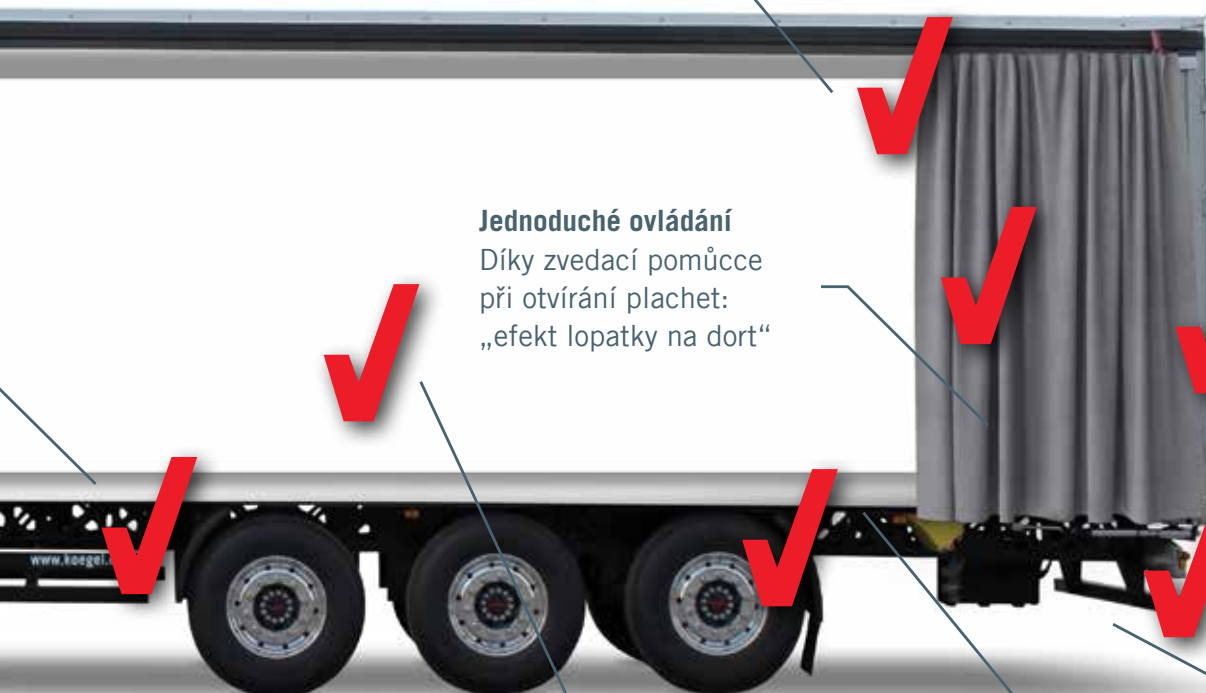 Jednoduché ovládání
Díky zvedací pomůcce
při otvírání plachet:
„efekt lopatky na dort“
www.koegel.